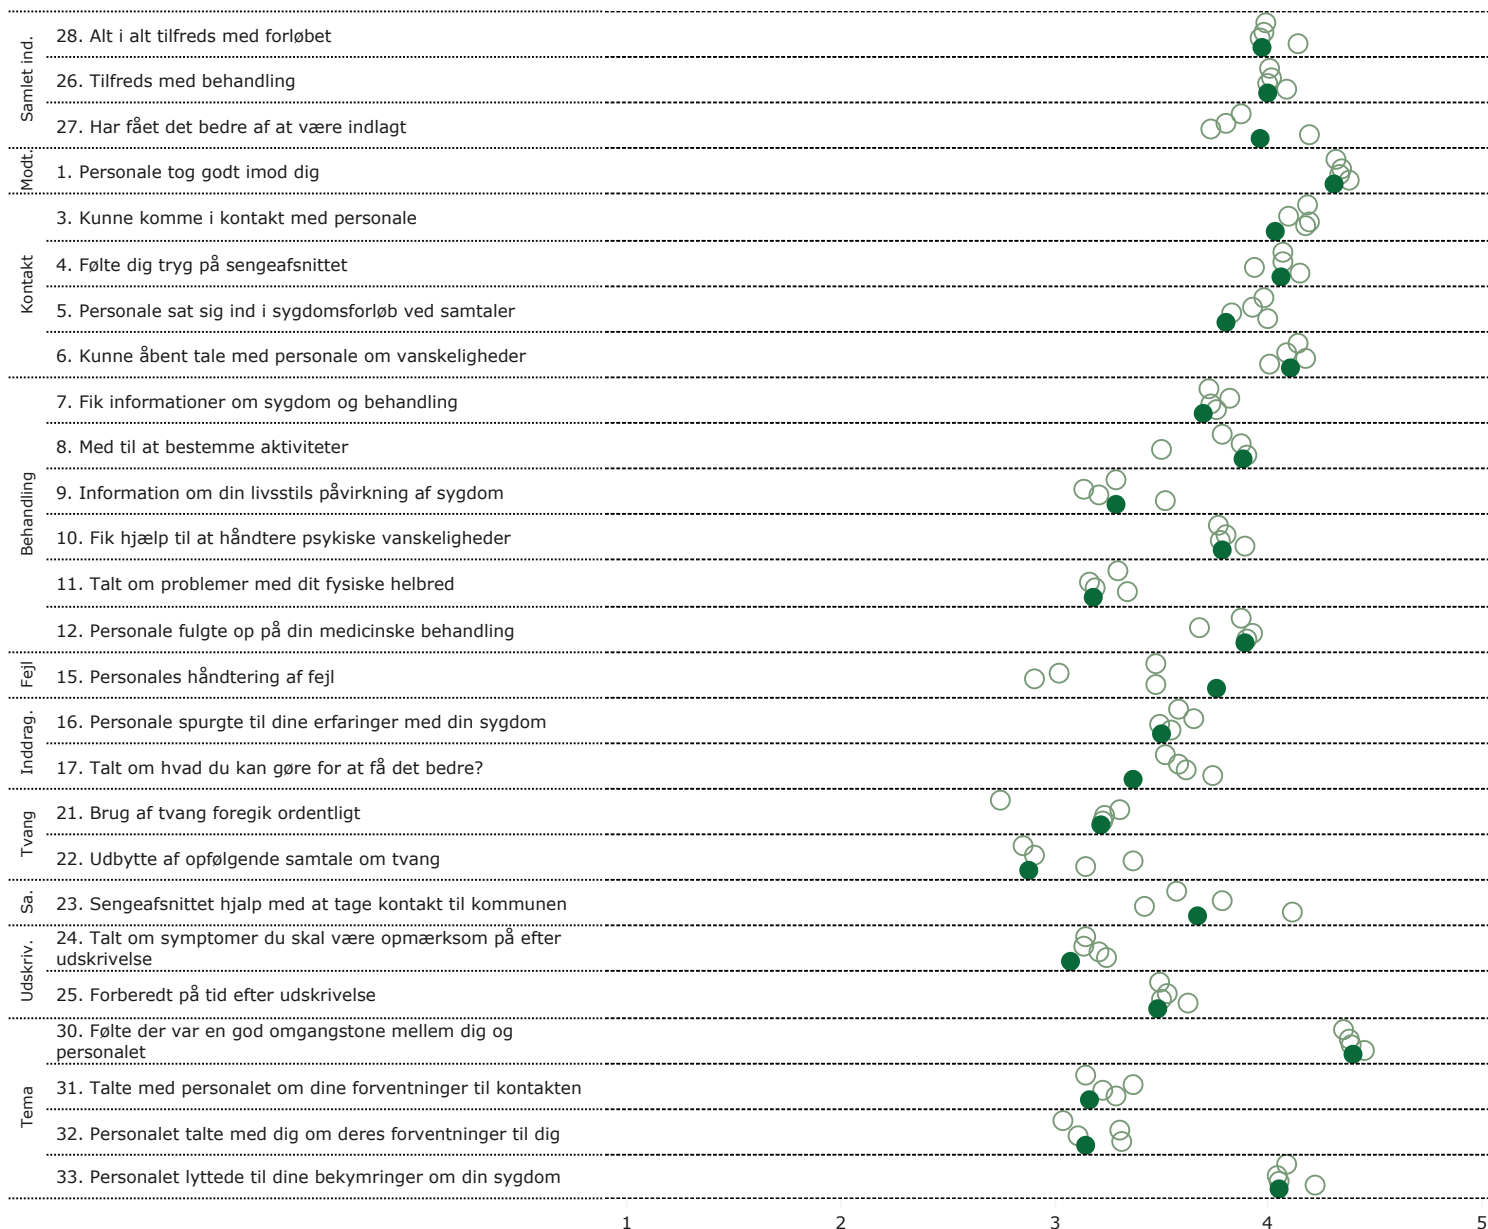 Samlet ind.
28. Alt i alt tilfreds med forløbet
26. Tilfreds med behandling
27. Har fået det bedre af at være indlagt
Modt.
1. Personale tog godt imod dig
Kontakt
3. Kunne komme i kontakt med personale
4. Følte dig tryg på sengeafsnittet
5. Personale sat sig ind i sygdomsforløb ved samtaler
6. Kunne åbent tale med personale om vanskeligheder
Behandling
7. Fik informationer om sygdom og behandling
8. Med til at bestemme aktiviteter
9. Information om din livsstils påvirkning af sygdom
10. Fik hjælp til at håndtere psykiske vanskeligheder
11. Talt om problemer med dit fysiske helbred
12. Personale fulgte op på din medicinske behandling
Fejl
15. Personales håndtering af fejl
Inddrag.
16. Personale spurgte til dine erfaringer med din sygdom
17. Talt om hvad du kan gøre for at få det bedre?
Tvang
21. Brug af tvang foregik ordentligt
22. Udbytte af opfølgende samtale om tvang
Sa.
23. Sengeafsnittet hjalp med at tage kontakt til kommunen
Udskriv.
24. Talt om symptomer du skal være opmærksom på efter
udskrivelse
25. Forberedt på tid efter udskrivelse
Tema
30. Følte der var en god omgangstone mellem dig og
personalet
31. Talte med personalet om dine forventninger til kontakten
32. Personalet talte med dig om deres forventninger til dig
33. Personalet lyttede til dine bekymringer om din sygdom
1 2 3 4 5